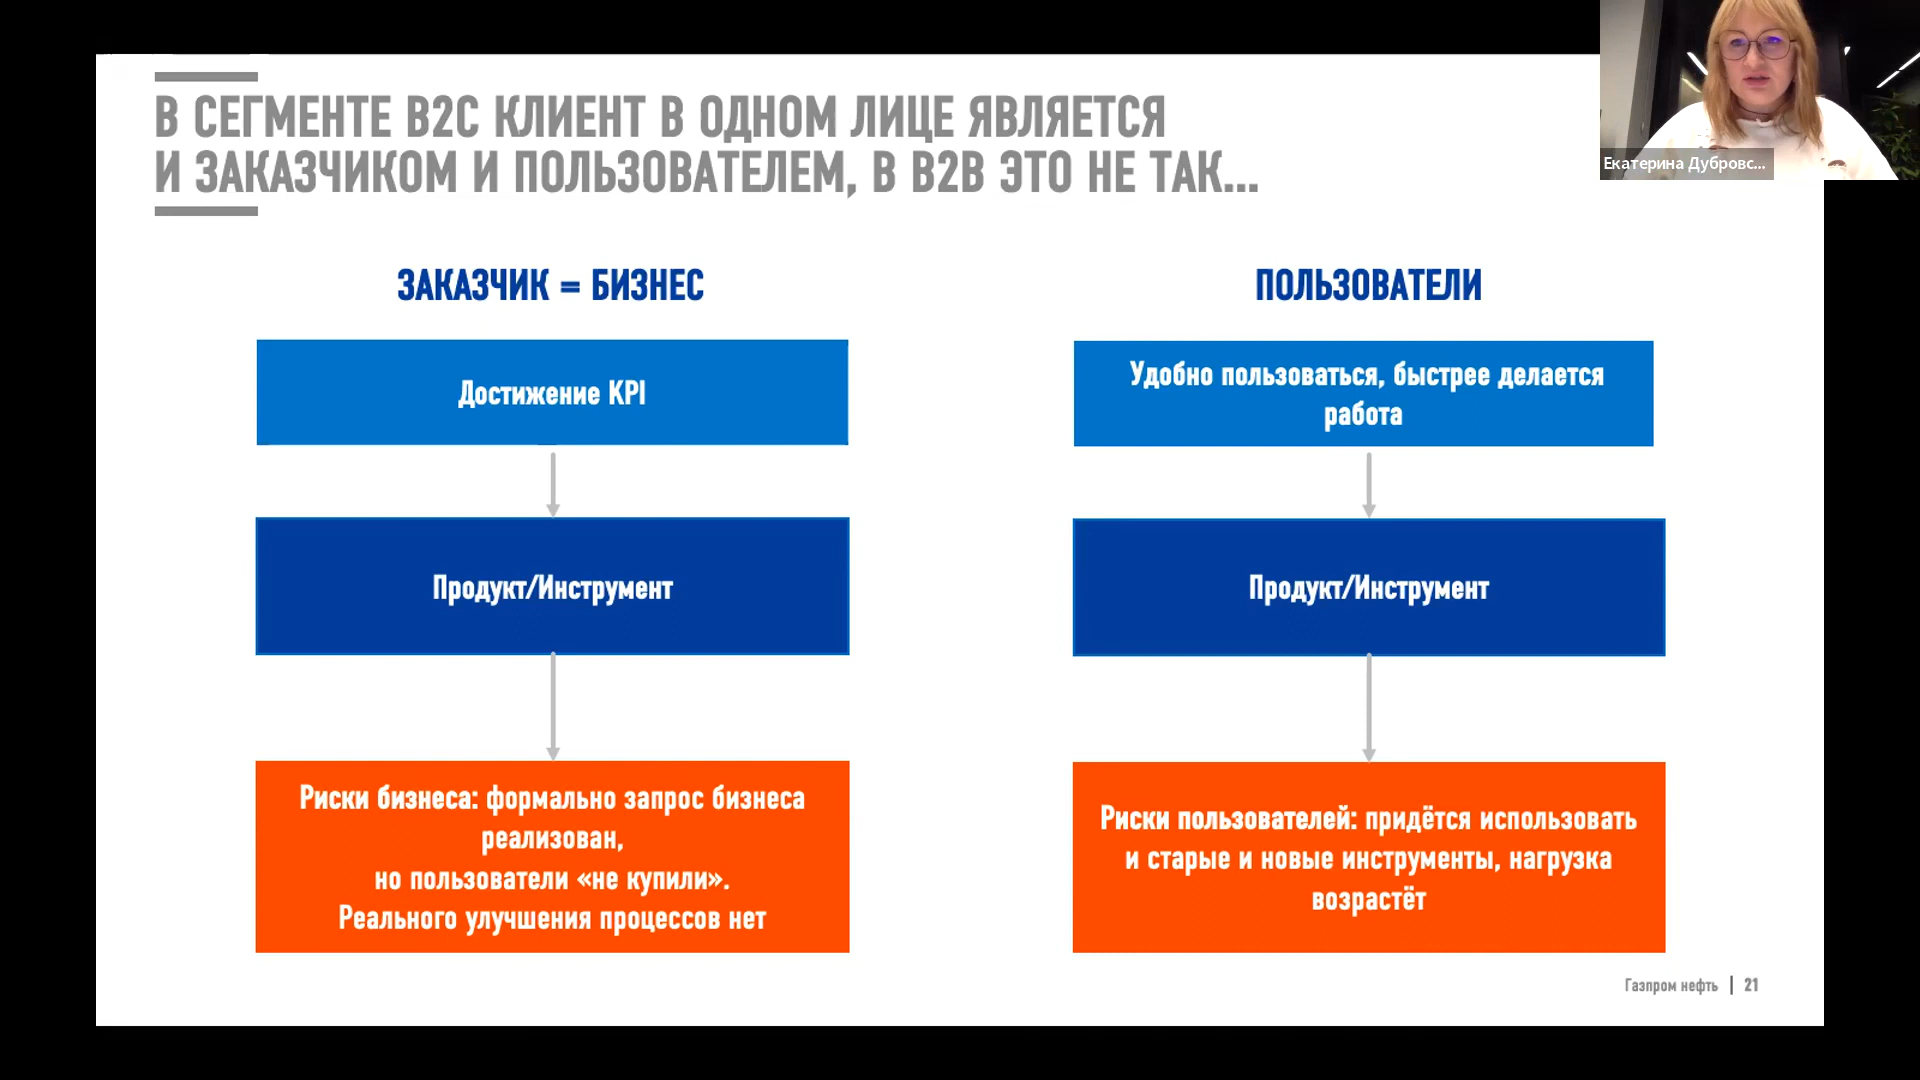 В СЕГМЕНТЕ B2C КЛИЕНТ В ОДНОМ ЛИЦЕ ЯВЛЯЕТСЯ
И ЗАКАЗЧИКОМ И ПОЛЬЗОВАТЕЛЕМ, В B2B ЭТО НЕ ТАК...
Екатерина Дубровс...
ЗАКАЗЧИК = БИЗНЕС
Достижение KPI
Продукт/Инструмент
Риски бизнеса: формально запрос бизнеса
реализован,
но пользователи «не купили».
Реального улучшения процессов нет
ПОЛЬЗОВАТЕЛИ
Удобно пользоваться, быстрее делается
работа
Продукт/Инструмент
Риски пользователей: придётся использовать
и старые и новые инструменты, нагрузка
возрастёт
Газпром нефть | 21